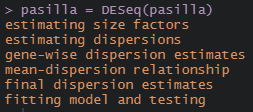 > pasilla = DESeq(pasilla)
estimating size factors
estimating dispersions
gene-wise dispersion estimates
mean-dispersion relationship
final dispersion estimates
fitting model and testing